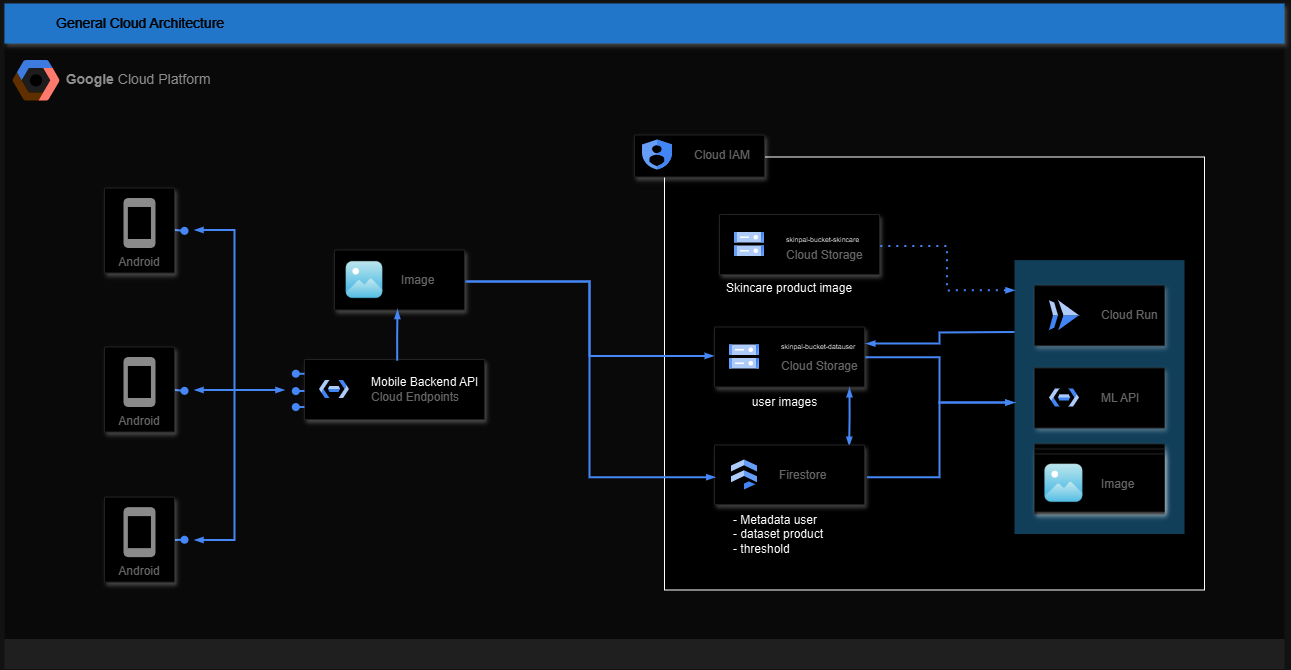 General Cloud Architecture
Google Cloud Platform
Cloud IAM
Android
Android
Android
Image
Mobile Backend API
Cloud Endpoints
skinpal-bucket-skincare
Cloud Storage
Skincare product image
skinpal-bucket-datauser
Cloud Storage
user images
Firestore
- Metadata user
- dataset product
- threshold
Cloud Run
ML API
Image